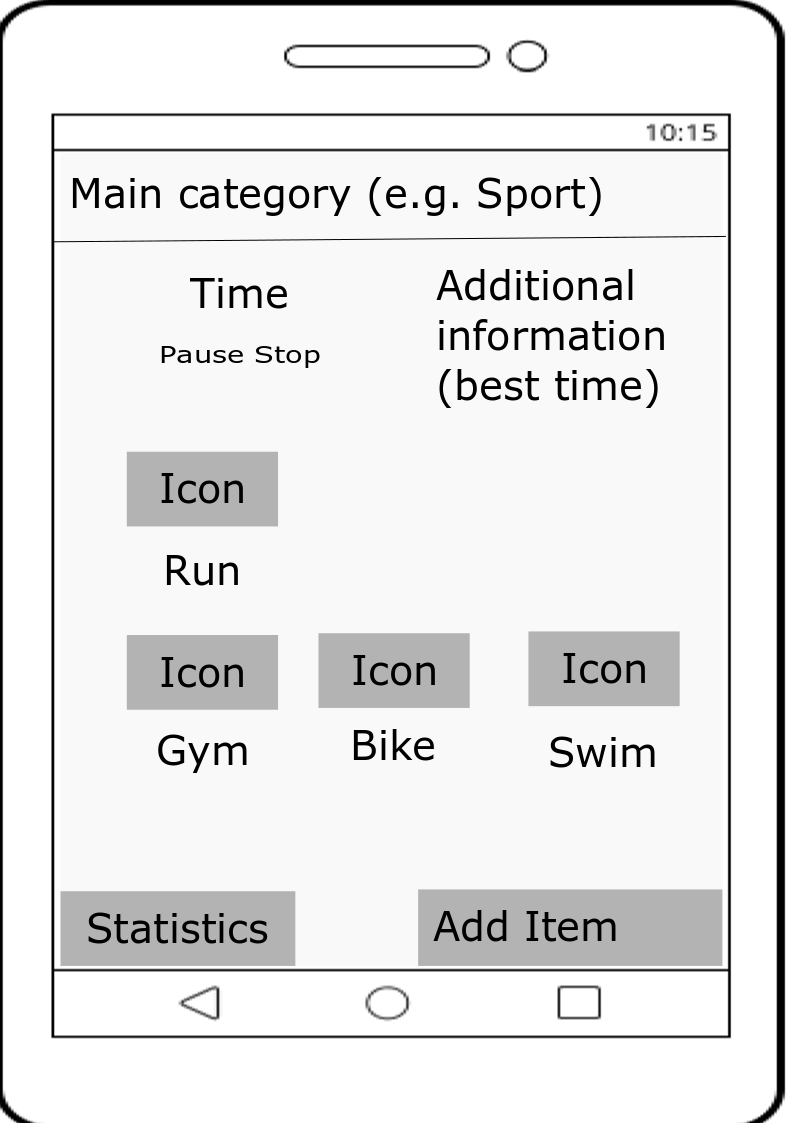 10:15
Main category (e.g. Sport)
Time
Pause Stop
Additional
information
(best time)
Icon
Run
Icon
Gym
Icon
Bike
Icon
Swim
Statistics
Add Item